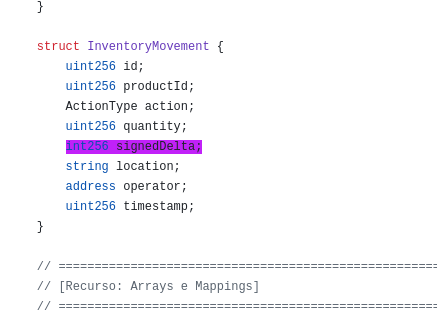 }
struct InventoryMovement {
uint256 id;
uint256 productId;
ActionType action;
uint256 quantity;
int256 signedDelta;
string location;
address operator;
uint256 timestamp;
}
// =====================================================
// [Recurso: Arrays e Mappings]
// =====================================================